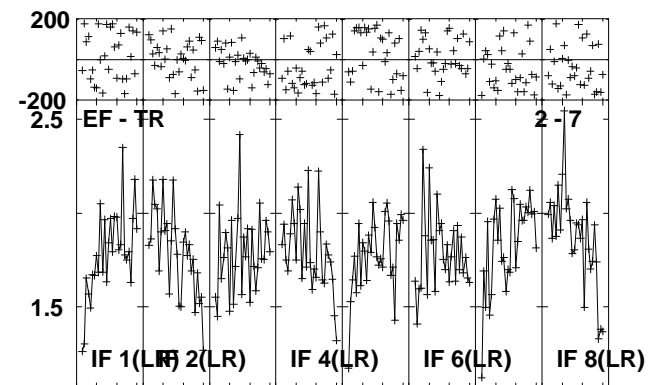 200
-200
2.5
EF - TR
2 - 7
1.5
IF 1(LR)
IF 2(LR)
IF 4(LR)
IF 6(LR)
IF 8(LR)